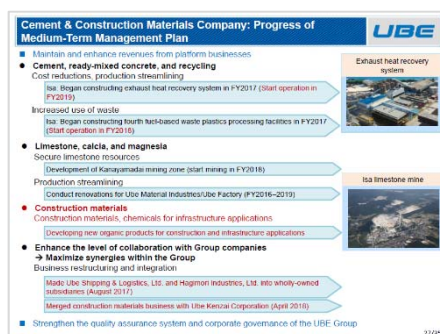 Cement & Construction Materials Company: Progress of
Medium-Term Management Plan
UBE
Maintain and enhance revenues from platform businesses
Cement, ready-mixed concrete, and recycling
Cost reductions, production streamlining
Isa: Began constructing exhaust heat recovery system in FY2017 (Start operation in
FY2019)
Increased use of waste
Isa: Began constructing fourth fuel-based waste plastics processing facilities in FY2017
(Start operation in FY2018)
Limestone, calcia, and magnesia
Secure limestone resources
Development of Kanayamadai mining zone (start mining in FY2018)
Production streamlining
Conduct renovations for Ube Material Industries/Ube Factory (FY2016–2019)
Construction materials
Construction materials, chemicals for infrastructure applications
Developing new organic products for construction and infrastructure applications
Enhance the level of collaboration with Group companies
→ Maximize synergies within the Group
Business restructuring and integration
Made Ube Shipping & Logistics, Ltd. and Hagimori Industries, Ltd. into wholly-owned
subsidiaries (August 2017)
Merged construction materials business with Ube Kenzai Corporation (April 2018)
Strengthen the quality assurance system and corporate governance of the UBE Group
Exhaust heat recovery
system
Isa limestone mine